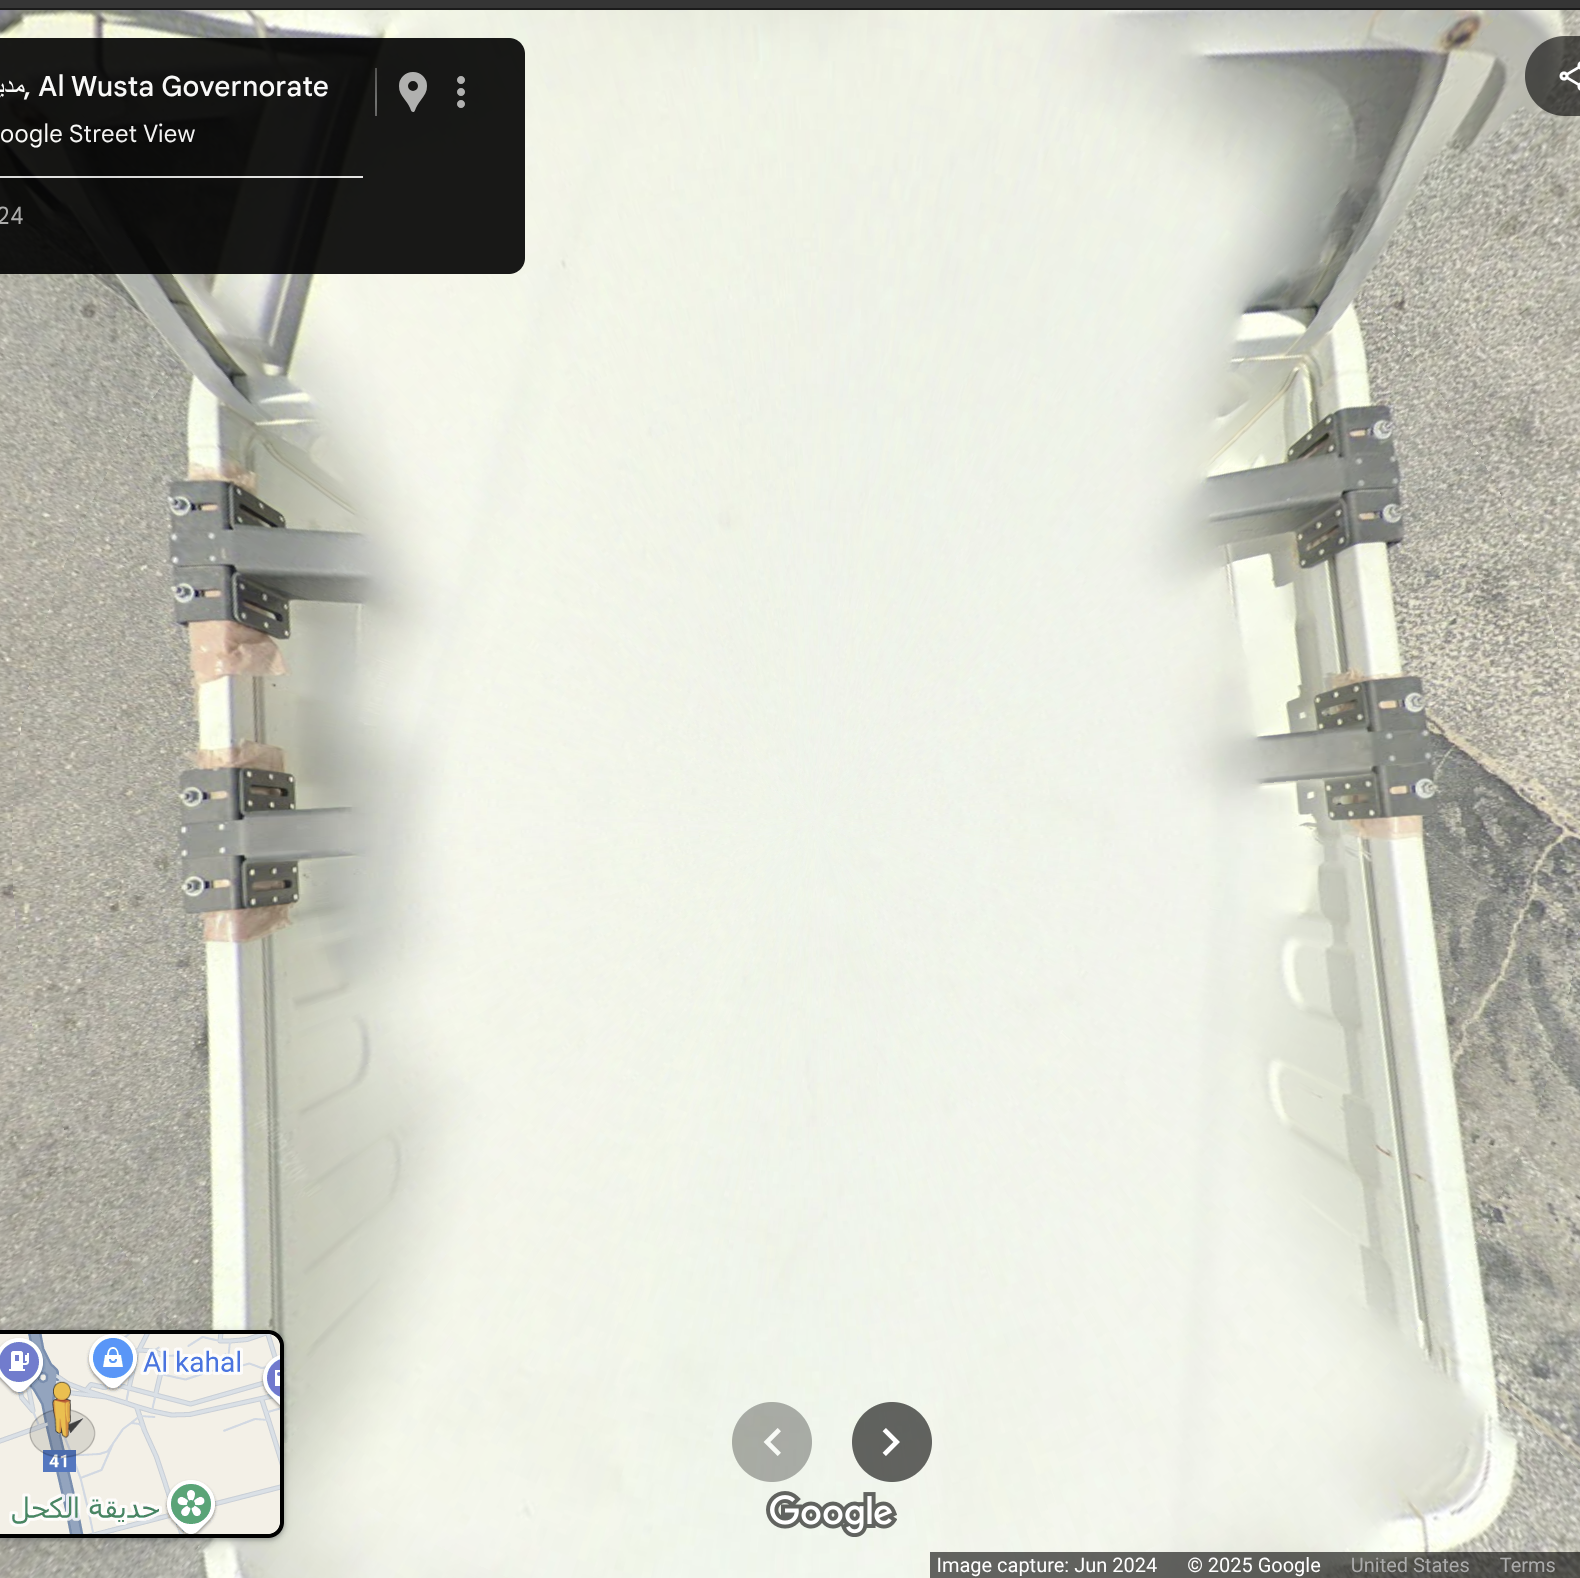 مدي, Al Wusta Governorate
oogle Street View
24
Al kahal
41
حديقة الكحل
Google
Image capture: Jun 2024 © 2025 Google United States Terms